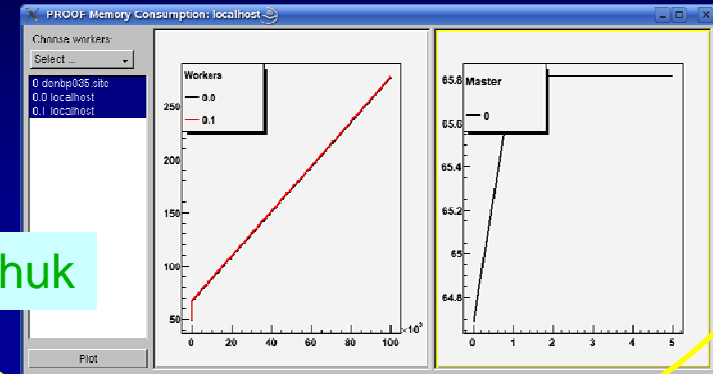 PROOF Memory Consumption: localhost
Choose workers:
Select ...
0 denbp035.site
0.0 localhost
0.1 localhost
Plot
huk
Workers
0.0
0.1
250
200
150
100
50
0 20 40 60 80 100
×10³
Master
0
65.8
65.6
65.4
65.2
65
64.8
0 1 2 3 4 5